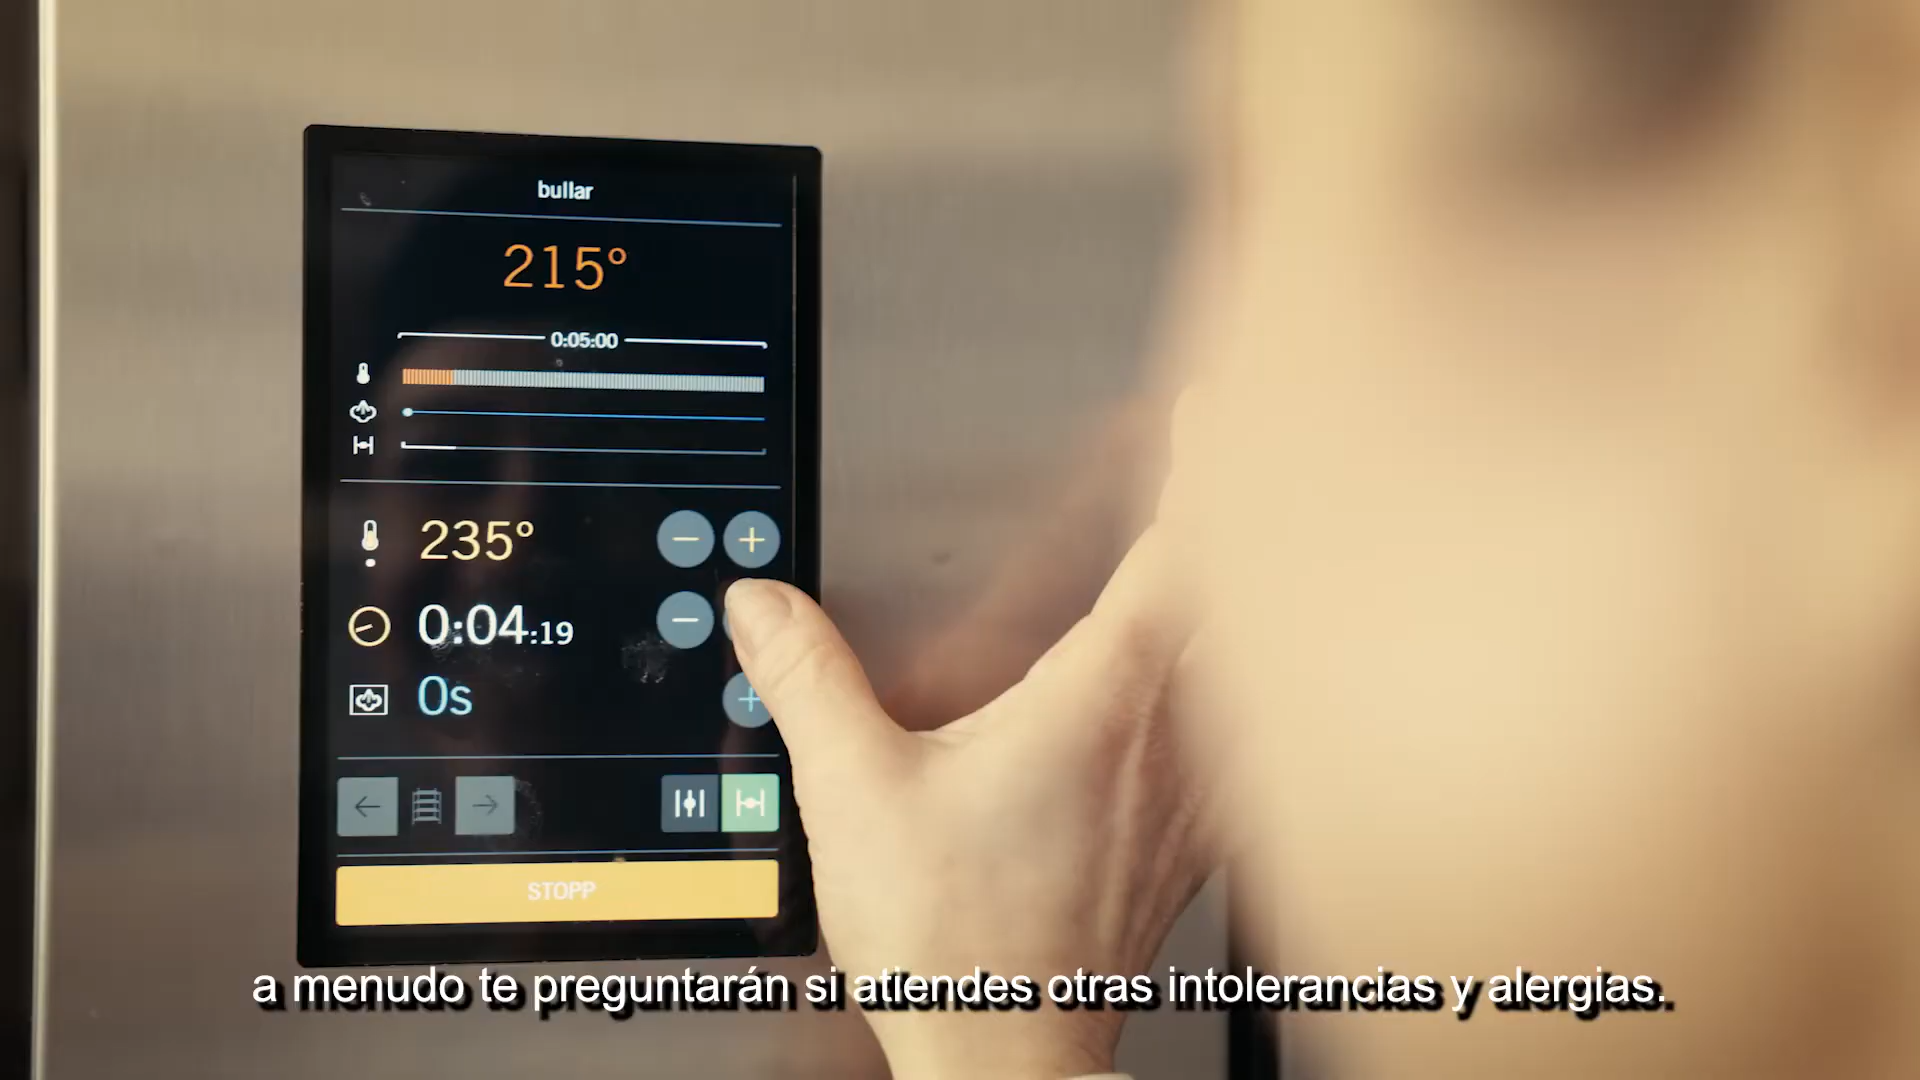 bullar
215°
0:05:00
235°
0:04:19
0s
STOPP
a menudo te preguntarán si atiendes otras intolerancias y alergias.